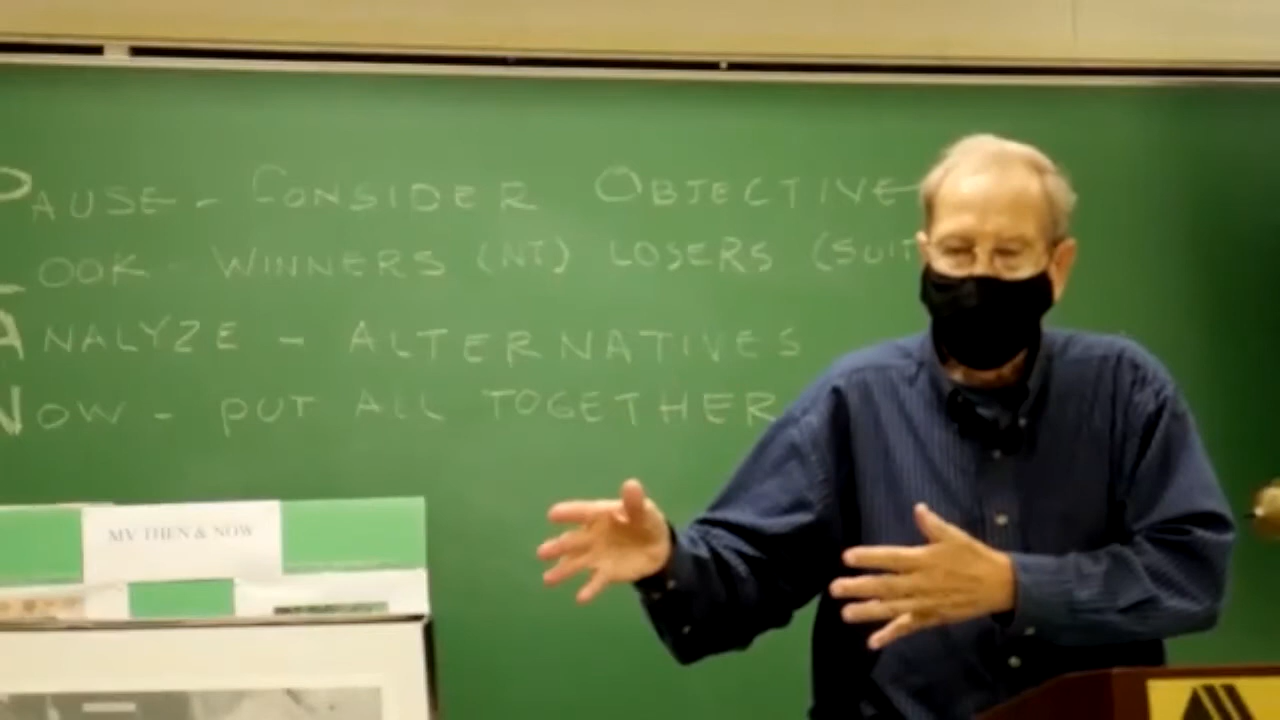 PAUSE - CONSIDER OBJECTIVE
LOOK WINNERS (NT) LOSERS (SUIT
ANALYZE - ALTERNATIVES
NOW - PUT ALL TOGETHER
MV THEN & NOW